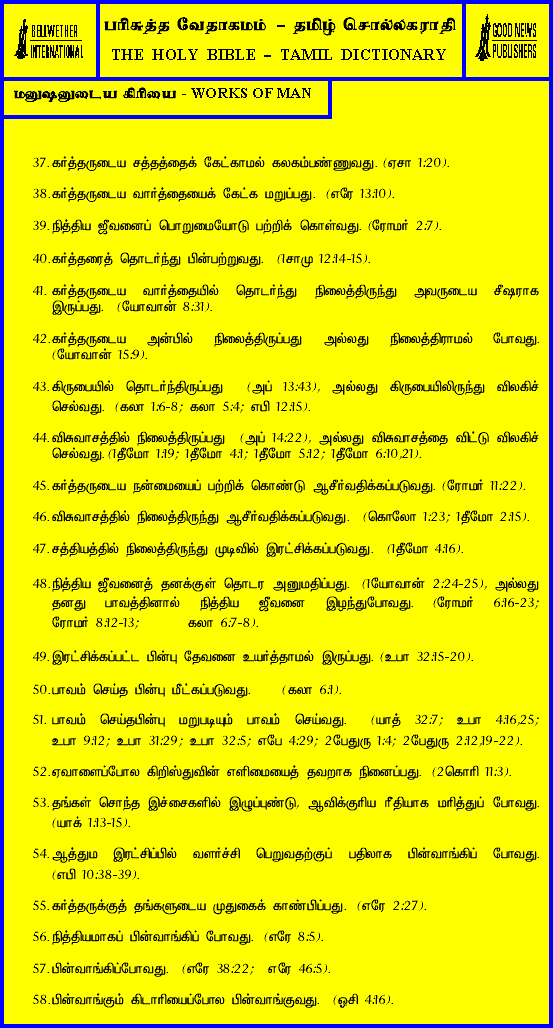 BELLWETHER
INTERNATIONAL
பரிசுத்த வேதாகமம் – தமிழ் சொல்லகராதி
THE HOLY BIBLE – TAMIL DICTIONARY
GOOD NEWS
PUBLISHERS
மனுஷனுடைய கிரியை - WORKS OF MAN
37. கர்த்தருடைய சத்தத்தைக் கேட்காமல் கலகம்பண்ணுவது. (ஏசா 1:20).
38. கர்த்தருடைய வார்த்தையைக் கேட்க மறுப்பது. (எரே 13:10).
39. நித்திய ஜீவனைப் பொறுமையோடு பற்றிக் கொள்வது. (ரோமர் 2:7).
40. கர்த்தரைத் தொடர்ந்து பின்பற்றுவது. (1சாமு 12:14-15).
41. கர்த்தருடைய வார்த்தையில் தொடர்ந்து நிலைத்திருந்து அவருடைய சீஷராக
இருப்பது. (யோவான் 8:31).
42. கர்த்தருடைய அன்பில் நிலைத்திருப்பது அல்லது நிலைத்திராமல் போவது.
(யோவான் 15:9).
43. கிருபையில் தொடர்ந்திருப்பது (அப் 13:43), அல்லது கிருபையிலிருந்து விலகிச்
செல்வது. (கலா 1:6-8; கலா 5:4; எபி 12:15).
44. விசுவாசத்தில் நிலைத்திருப்பது (அப் 14:22), அல்லது விசுவாசத்தை விட்டு விலகிச்
செல்வது. (1தீமோ 1:19; 1தீமோ 4:1; 1தீமோ 5:12; 1தீமோ 6:10,21).
45. கர்த்தருடைய நன்மையைப் பற்றிக் கொண்டு ஆசீர்வதிக்கப்படுவது. (ரோமர் 11:22).
46. விசுவாசத்தில் நிலைத்திருந்து ஆசீர்வதிக்கப்படுவது. (கொலோ 1:23; 1தீமோ 2:15).
47. சத்தியத்தில் நிலைத்திருந்து முடிவில் இரட்சிக்கப்படுவது. (1தீமோ 4:16).
48. நித்திய ஜீவனைத் தனக்குள் தொடர அனுமதிப்பது. (1யோவான் 2:24-25), அல்லது
தனது பாவத்தினால் நித்திய ஜீவனை இழந்துபோவது. (ரோமர் 6:16-23;
ரோமர் 8:12-13; கலா 6:7-8).
49. இரட்சிக்கப்பட்ட பின்பு தேவனை உயர்த்தாமல் இருப்பது. (உபா 32:15-20).
50. பாவம் செய்த பின்பு மீட்கப்படுவது. (கலா 6:1).
51. பாவம் செய்தபின்பு மறுபடியும் பாவம் செய்வது. (யாத் 32:7; உபா 4:16,25;
உபா 9:12; உபா 31:29; உபா 32:5; எபே 4:29; 2பேதுரு 1:4; 2பேதுரு 2:12,19-22).
52. ஏவாளைப்போல கிறிஸ்துவின் எளிமையைத் தவறாக நினைப்பது. (2கொரி 11:3).
53. தங்கள் சொந்த இச்சைகளில் இழுப்புண்டு, ஆவிக்குரிய ரீதியாக மரித்துப் போவது.
(யாக் 1:13-15).
54. ஆத்தும இரட்சிப்பில் வளர்ச்சி பெறுவதற்குப் பதிலாக பின்வாங்கிப் போவது.
(எபி 10:38-39).
55. கர்த்தருக்குத் தங்களுடைய முதுகைக் காண்பிப்பது. (எரே 2:27).
56. நித்தியமாகப் பின்வாங்கிப் போவது. (எரே 8:5).
57. பின்வாங்கிப்போவது. (எரே 38:22; எரே 46:5).
58. பின்வாங்கும் கிடாரியைப்போல பின்வாங்குவது. (ஓசி 4:16).